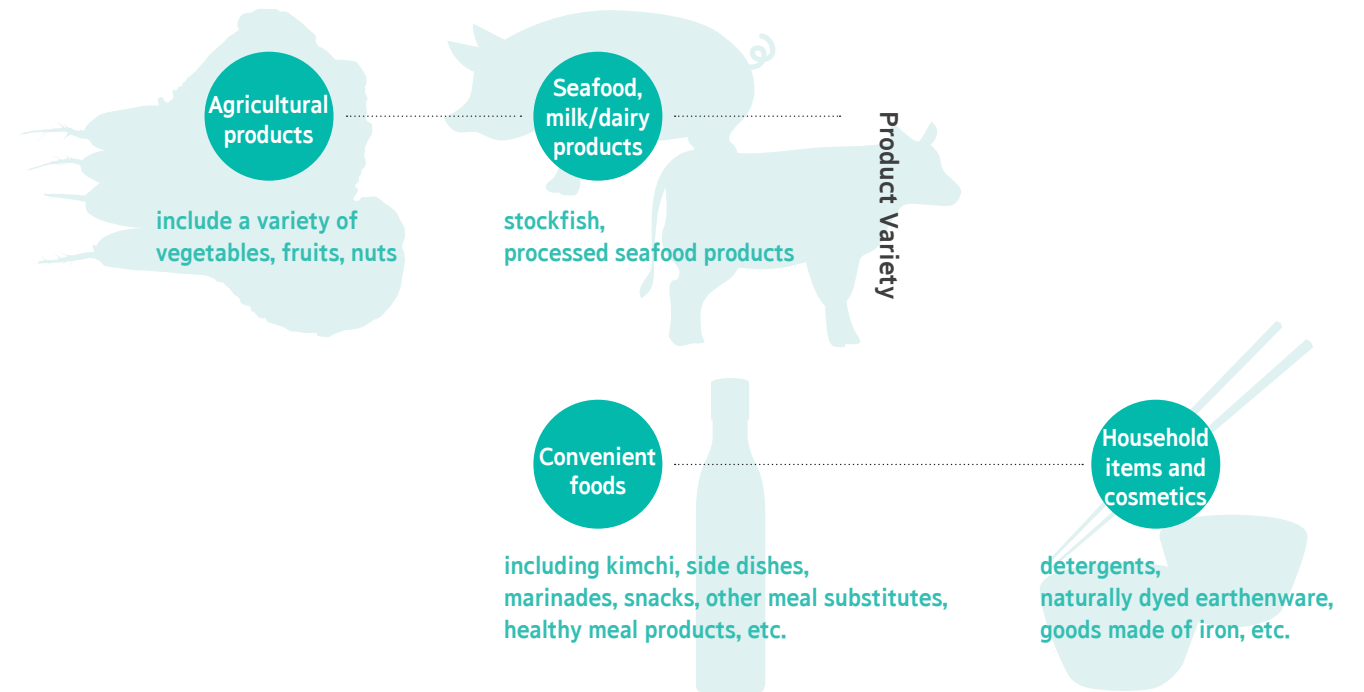 Agricultural
products
include a variety of
vegetables, fruits, nuts
Seafood,
milk/dairy
products
stockfish,
processed seafood products
Product Variety
Convenient
foods
including kimchi, side dishes,
marinades, snacks, other meal substitutes,
healthy meal products, etc.
Household
items and
cosmetics
detergents,
naturally dyed earthenware,
goods made of iron, etc.